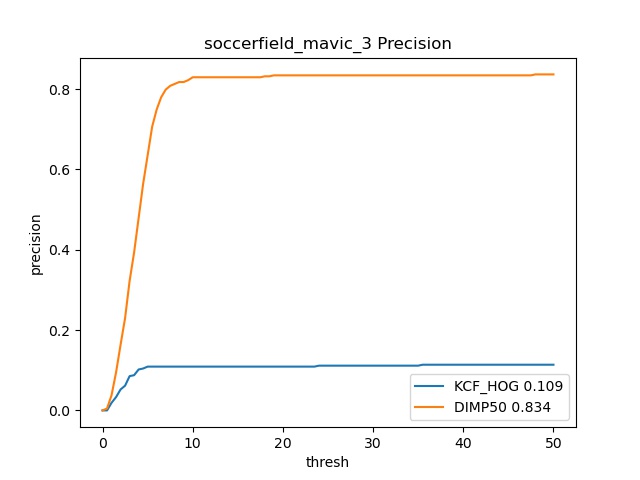 soccerfield_mavic_3 Precision
precision
0.8
0.6
0.4
0.2
0.0
KCF_HOG 0.109
DIMP50 0.834
0 10 20 30 40 50
thresh